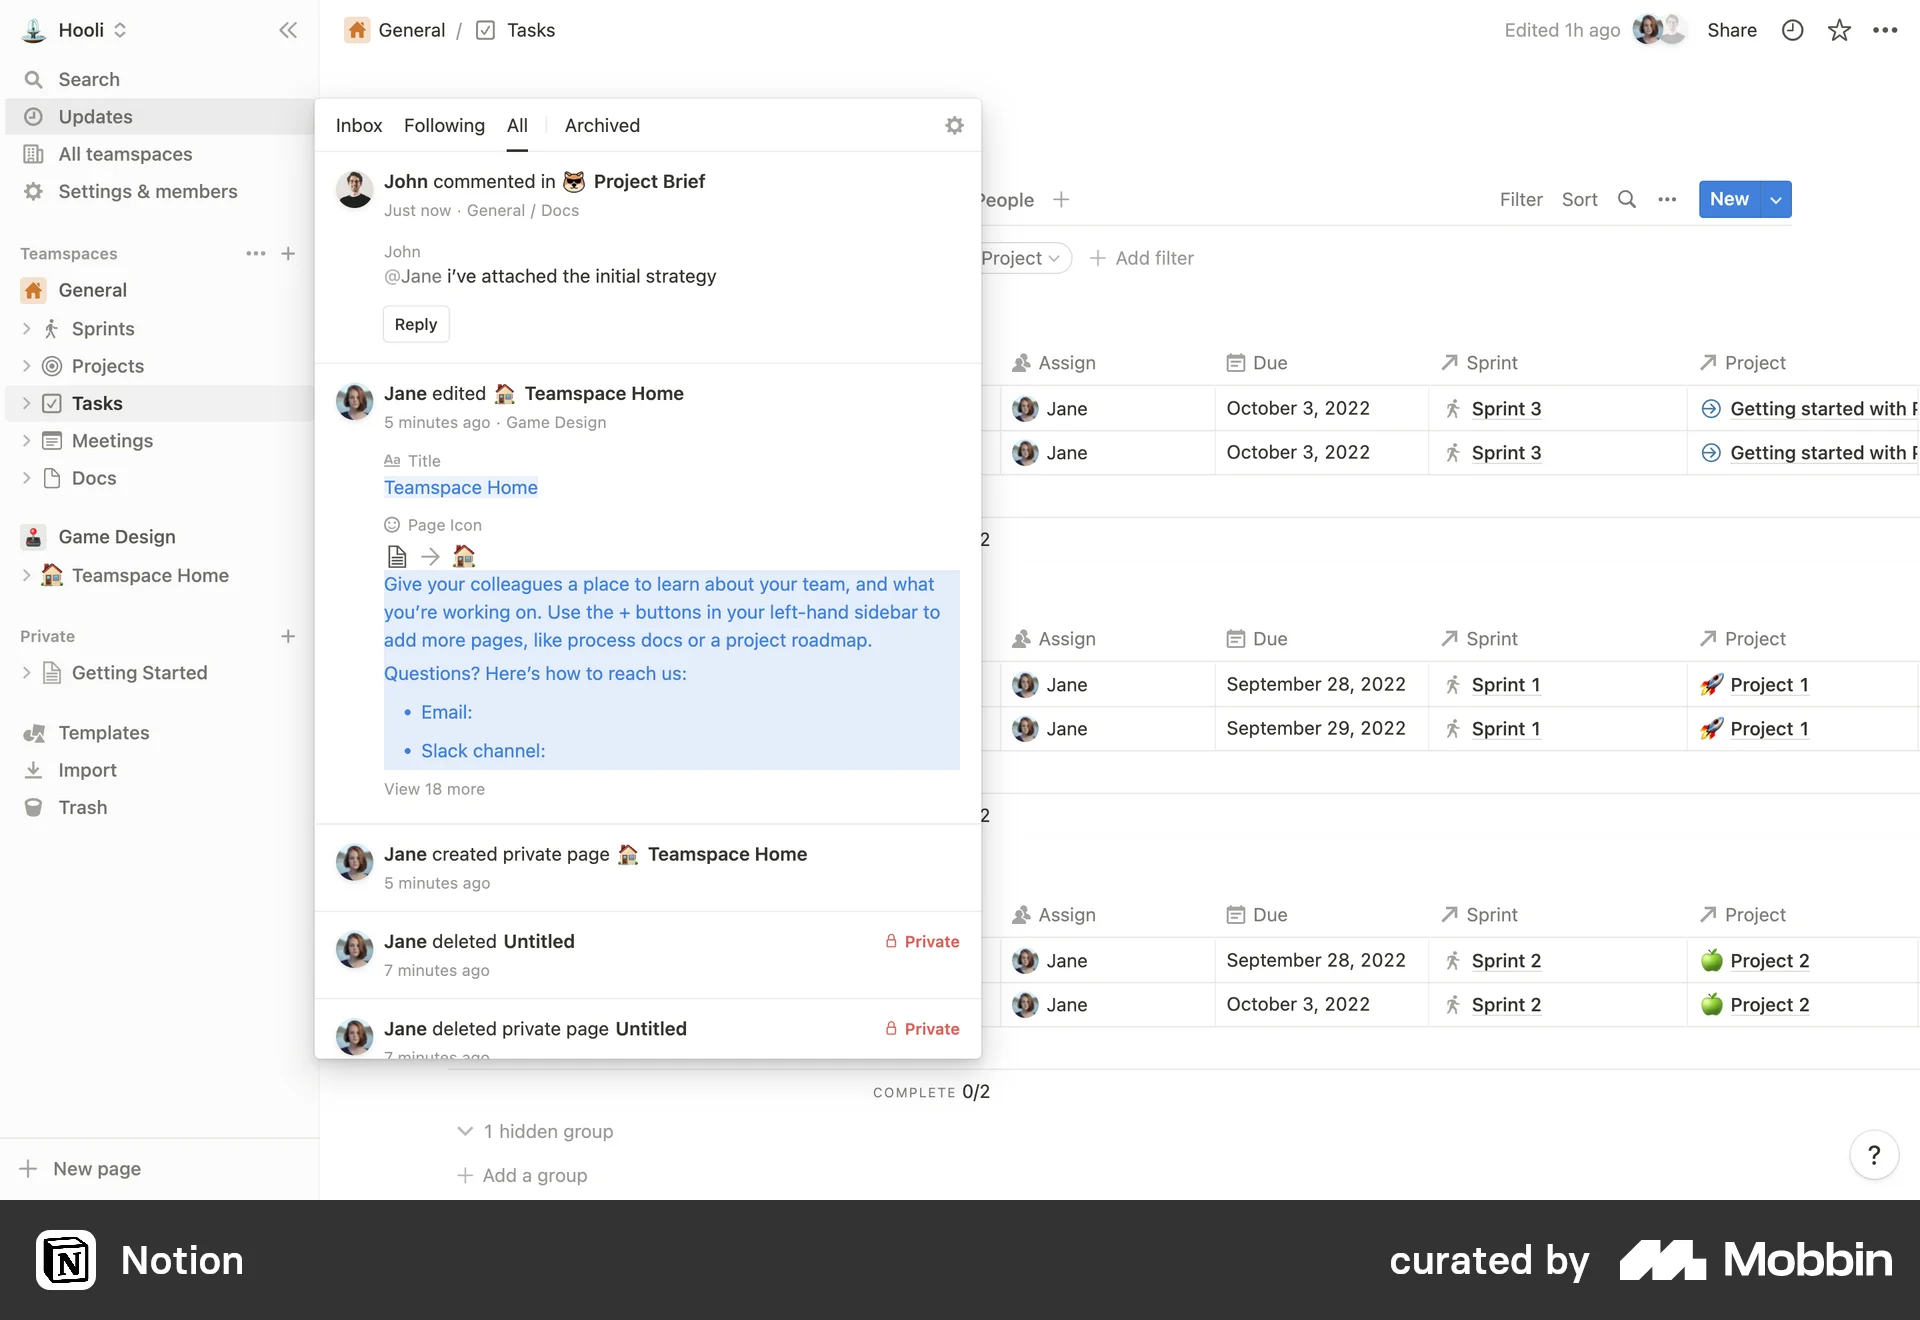 Hooli
General / Tasks
Edited 1h ago
Share
Search
Updates
All teamspaces
Settings & members
Teamspaces
General
Sprints
Projects
Tasks
Meetings
Docs
Game Design
Teamspace Home
Private
Getting Started
Templates
Import
Trash
New page
Inbox Following All Archived
John commented in Project Brief
Just now · General / Docs
John
@Jane i’ve attached the initial strategy
Reply
Jane edited Teamspace Home
5 minutes ago · Game Design
Aa Title
Teamspace Home
Page Icon
Give your colleagues a place to learn about your team, and what
you’re working on. Use the + buttons in your left-hand sidebar to
add more pages, like process docs or a project roadmap.
Questions? Here’s how to reach us:
• Email:
• Slack channel:
View 18 more
Jane created private page Teamspace Home
5 minutes ago
Jane deleted Untitled Private
7 minutes ago
Jane deleted private page Untitled Private
7 minutes ago
People
Filter Sort New
Project Add filter
Assign Due Sprint Project
Jane October 3, 2022 Sprint 3 Getting started with
Jane October 3, 2022 Sprint 3 Getting started with
2
Assign Due Sprint Project
Jane September 28, 2022 Sprint 1 Project 1
Jane September 29, 2022 Sprint 1 Project 1
2
Assign Due Sprint Project
Jane September 28, 2022 Sprint 2 Project 2
Jane October 3, 2022 Sprint 2 Project 2
COMPLETE 0/2
1 hidden group
Add a group
?
Notion
curated by Mobbin